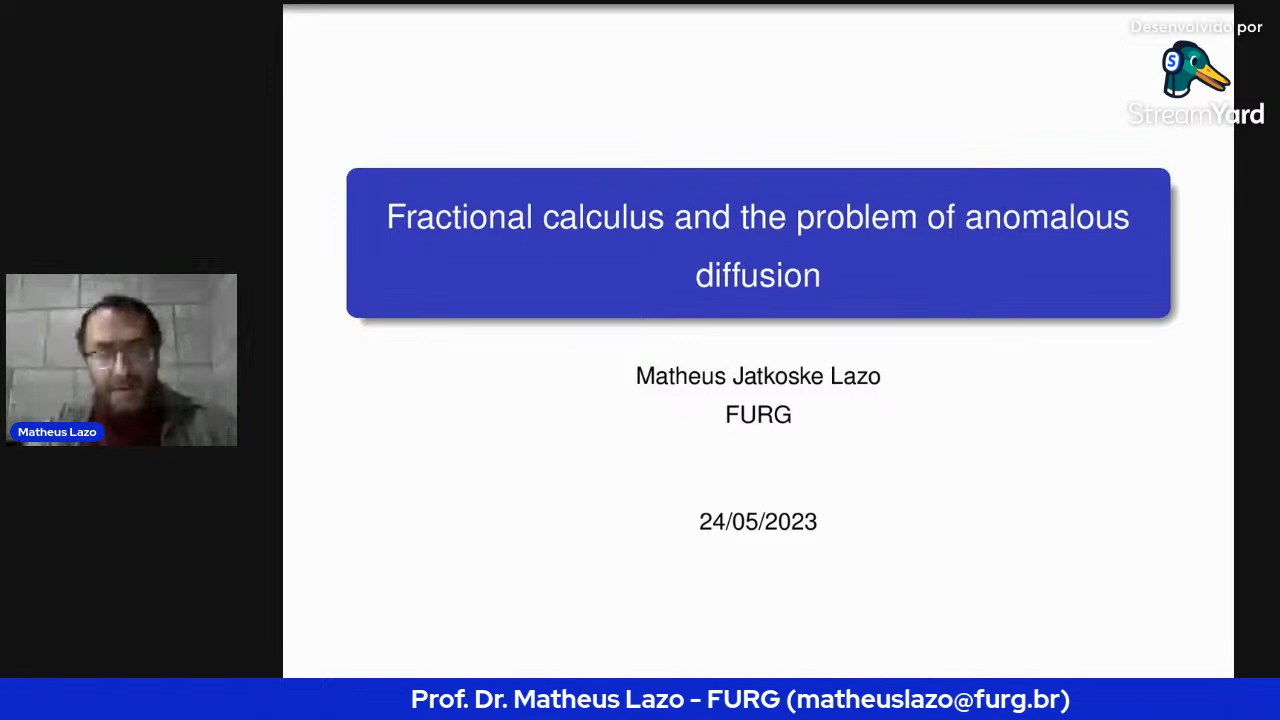 Desenvolvido por
S
StreamYard
Fractional calculus and the problem of anomalous
diffusion
Matheus Jatkoske Lazo
FURG
24/05/2023
Matheus Lazo
Prof. Dr. Matheus Lazo - FURG (matheuslazo@furg.br)